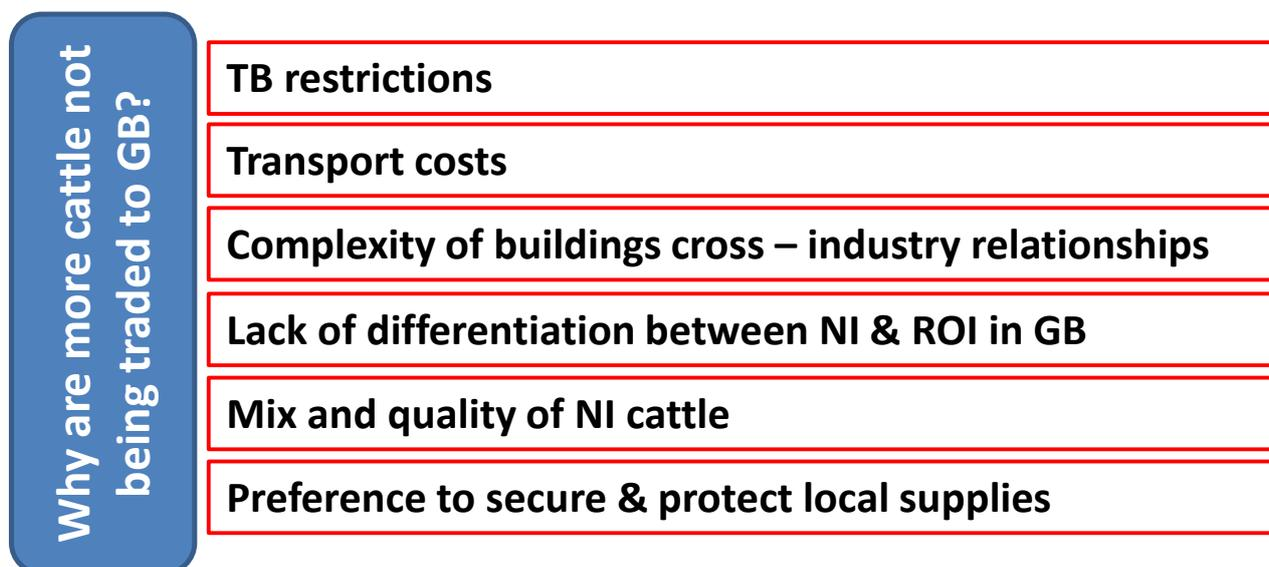 Why are more cattle not
being traded to GB?
TB restrictions
Transport costs
Complexity of buildings cross – industry relationships
Lack of differentiation between NI & ROI in GB
Mix and quality of NI cattle
Preference to secure & protect local supplies